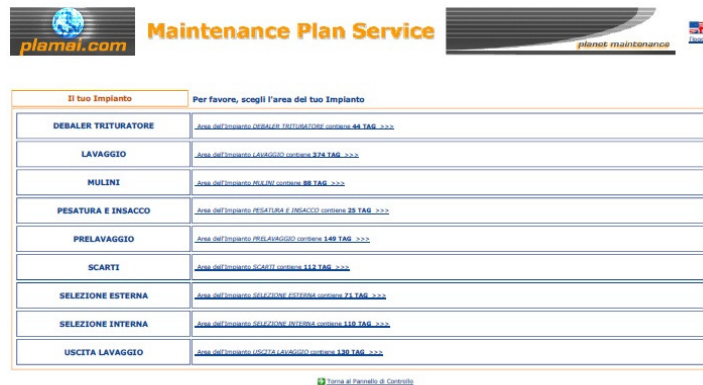 plamai.com
Maintenance Plan Service
planet maintenance
Il tuo Impianto
Per favore, scegli l'area del tuo Impianto
DEBALER TRITURATORE
Area dell'Impianto DEBALER TRITURATORE contiene 44 TAG >>>
LAVAGGIO
Area dell'Impianto LAVAGGIO contiene 374 TAG >>>
MULINI
Area dell'Impianto MULINI contiene 88 TAG >>>
PESATURA E INSACCO
Area dell'Impianto PESATURA E INSACCO contiene 25 TAG >>>
PRELAVAGGIO
Area dell'Impianto PRELAVAGGIO contiene 149 TAG >>>
SCARTI
Area dell'Impianto SCARTI contiene 112 TAG >>>
SELEZIONE ESTERNA
Area dell'Impianto SELEZIONE ESTERNA contiene 71 TAG >>>
SELEZIONE INTERNA
Area dell'Impianto SELEZIONE INTERNA contiene 110 TAG >>>
USCITA LAVAGGIO
Area dell'Impianto USCITA LAVAGGIO contiene 130 TAG >>>
Torna al Pannello di Controllo